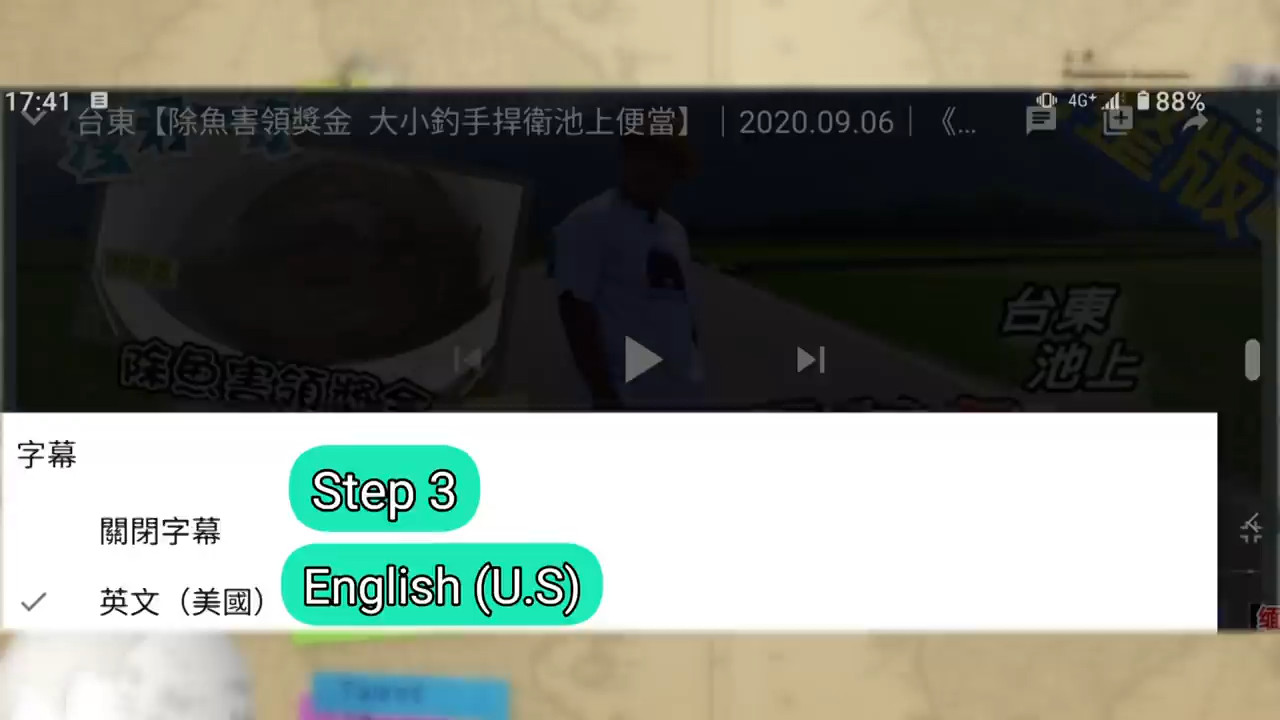 17:41
4G+
88%
台東【除魚害領獎金 大小釣手捍衛池上便當】｜2020.09.06｜《...
整版
台東
池上
除魚害領獎金
字幕
Step 3
關閉字幕
英文（美國）
English (U.S)